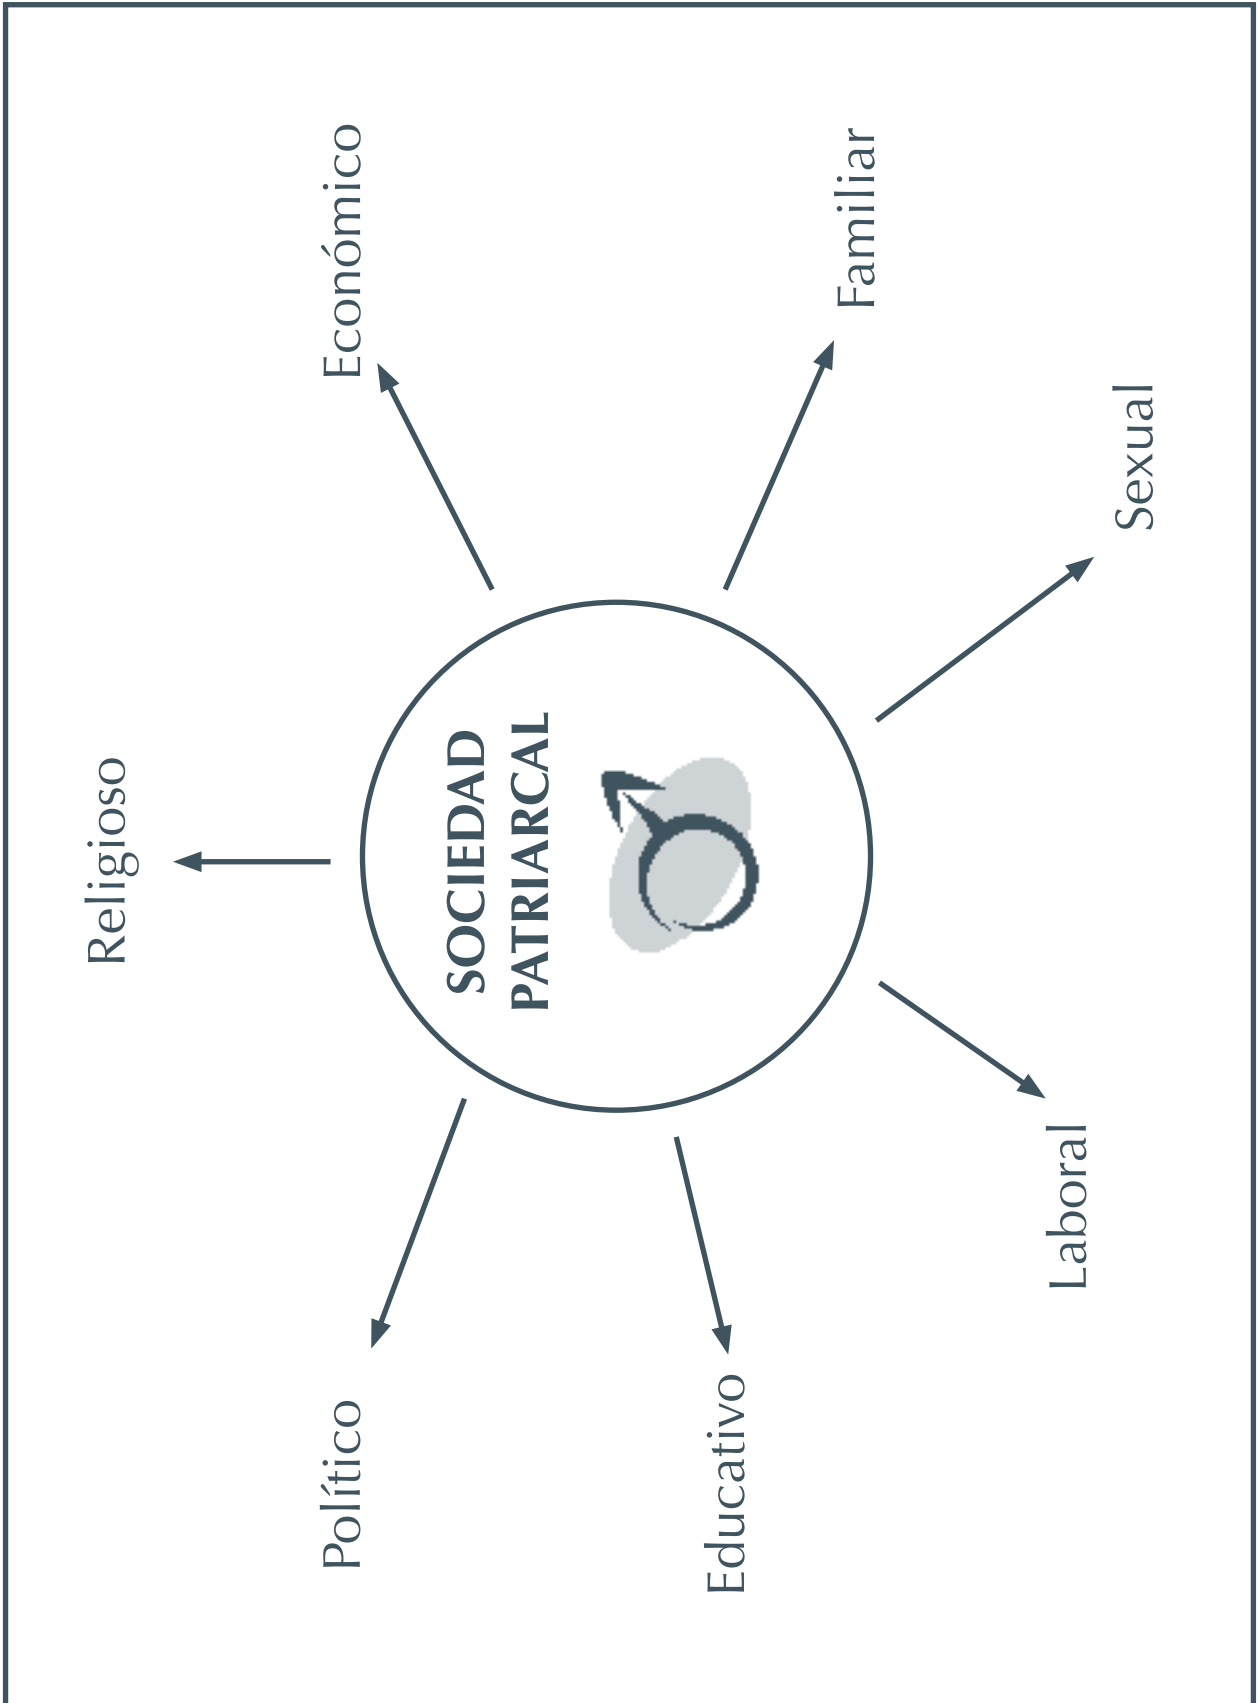 Religioso
Político
Económico
SOCIEDAD
PATRIARCAL
Educativo
Familiar
Laboral
Sexual